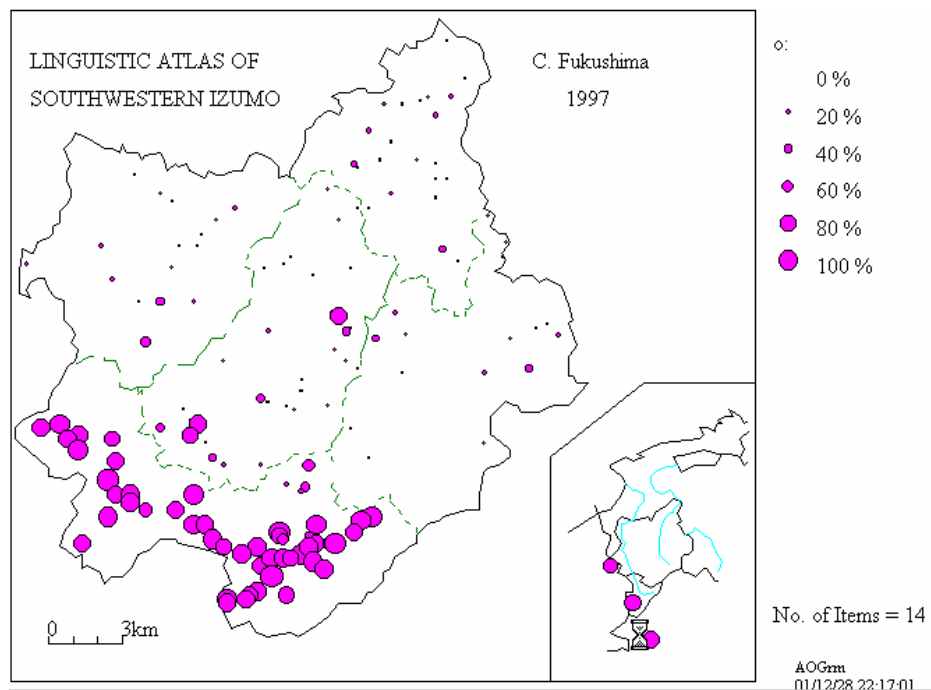 LINGUISTIC ATLAS OF
SOUTHWESTERN IZUMO
C. Fukushima
1997
o:
0 %
20 %
40 %
60 %
80 %
100 %
0 3km
No. of Items = 14
AOGrm
01/12/28 22:17:01